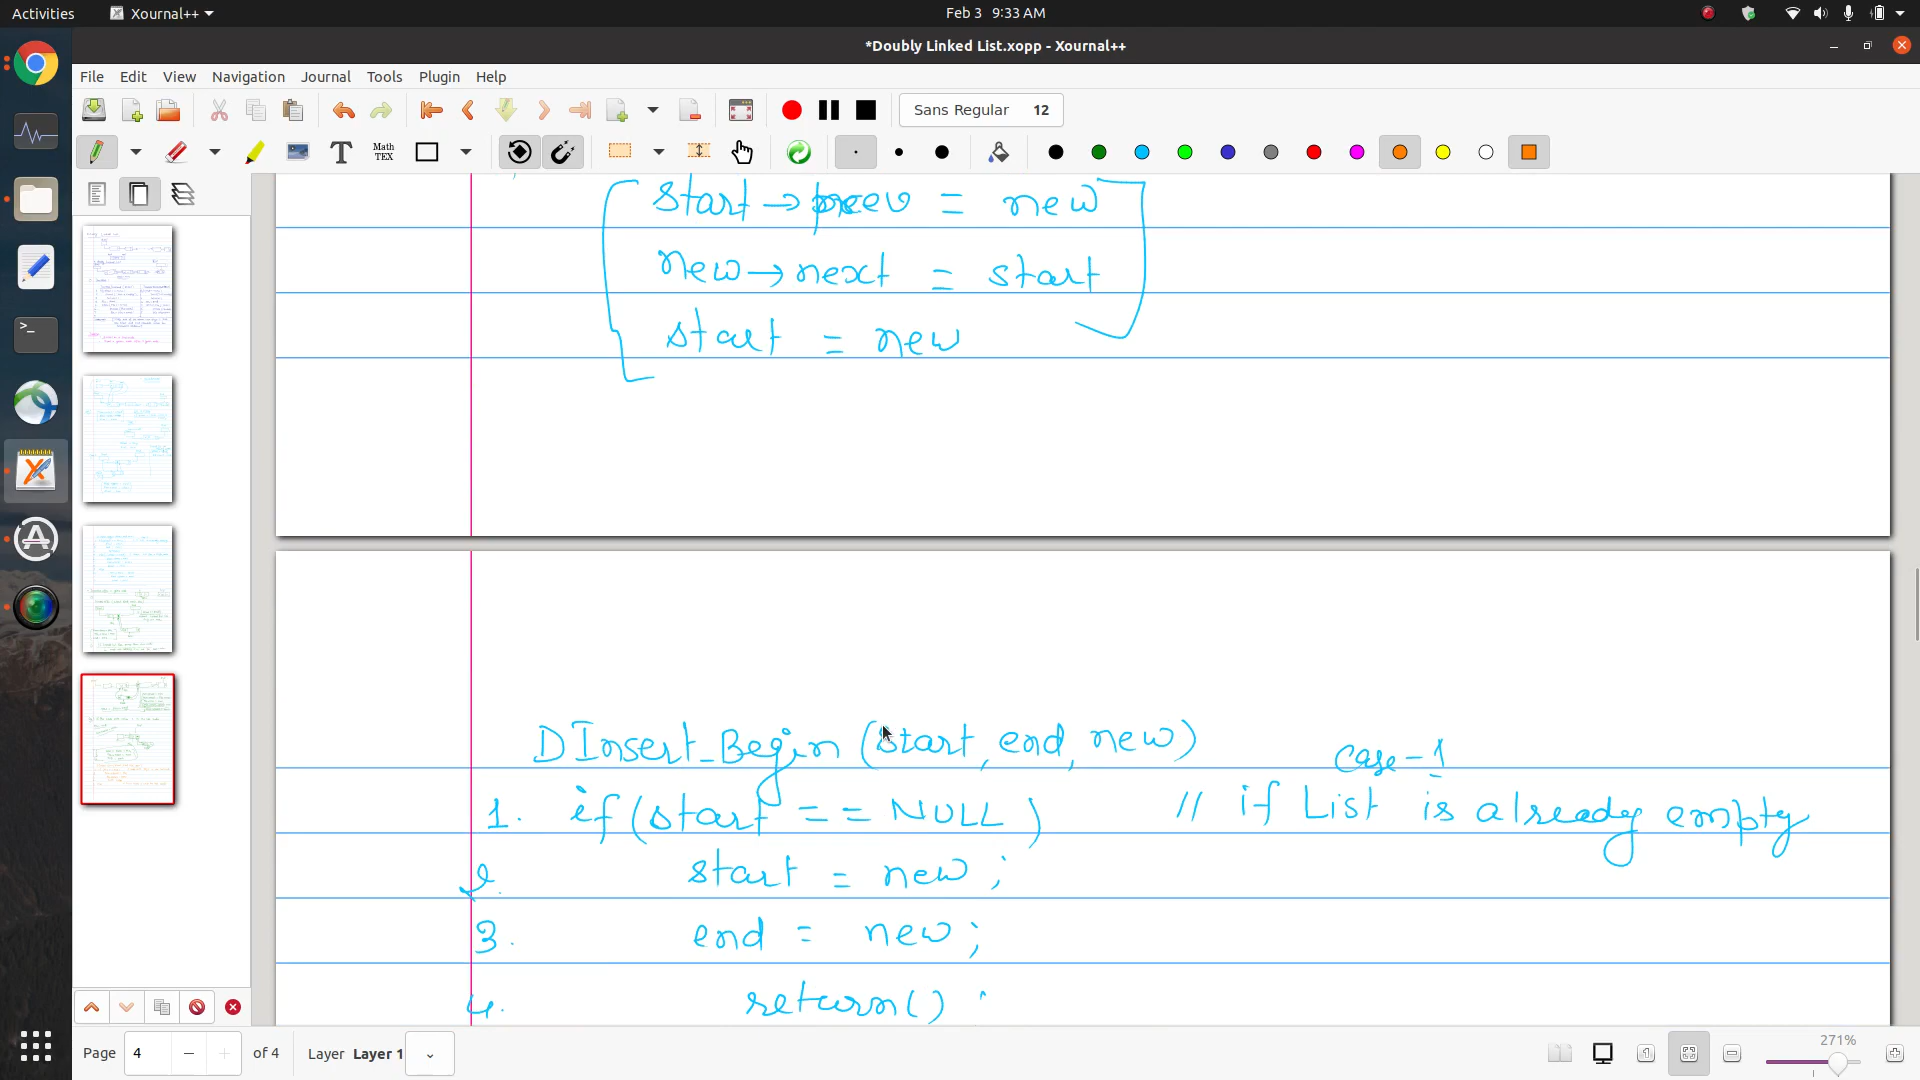 Activities Xournal++ Feb 3 9:33 AM
*Doubly Linked List.xopp - Xournal++
File Edit View Navigation Journal Tools Plugin Help
Sans Regular 12
T Math TEX
start → prev = new
new → next = start
start = new
DInsert_Begin (start, end, new)
case - 1
1. if (start == NULL) // if List is already empty
2. start = new ;
3. end = new ;
4. return() ;
Page 4 of 4 Layer Layer 1
271%